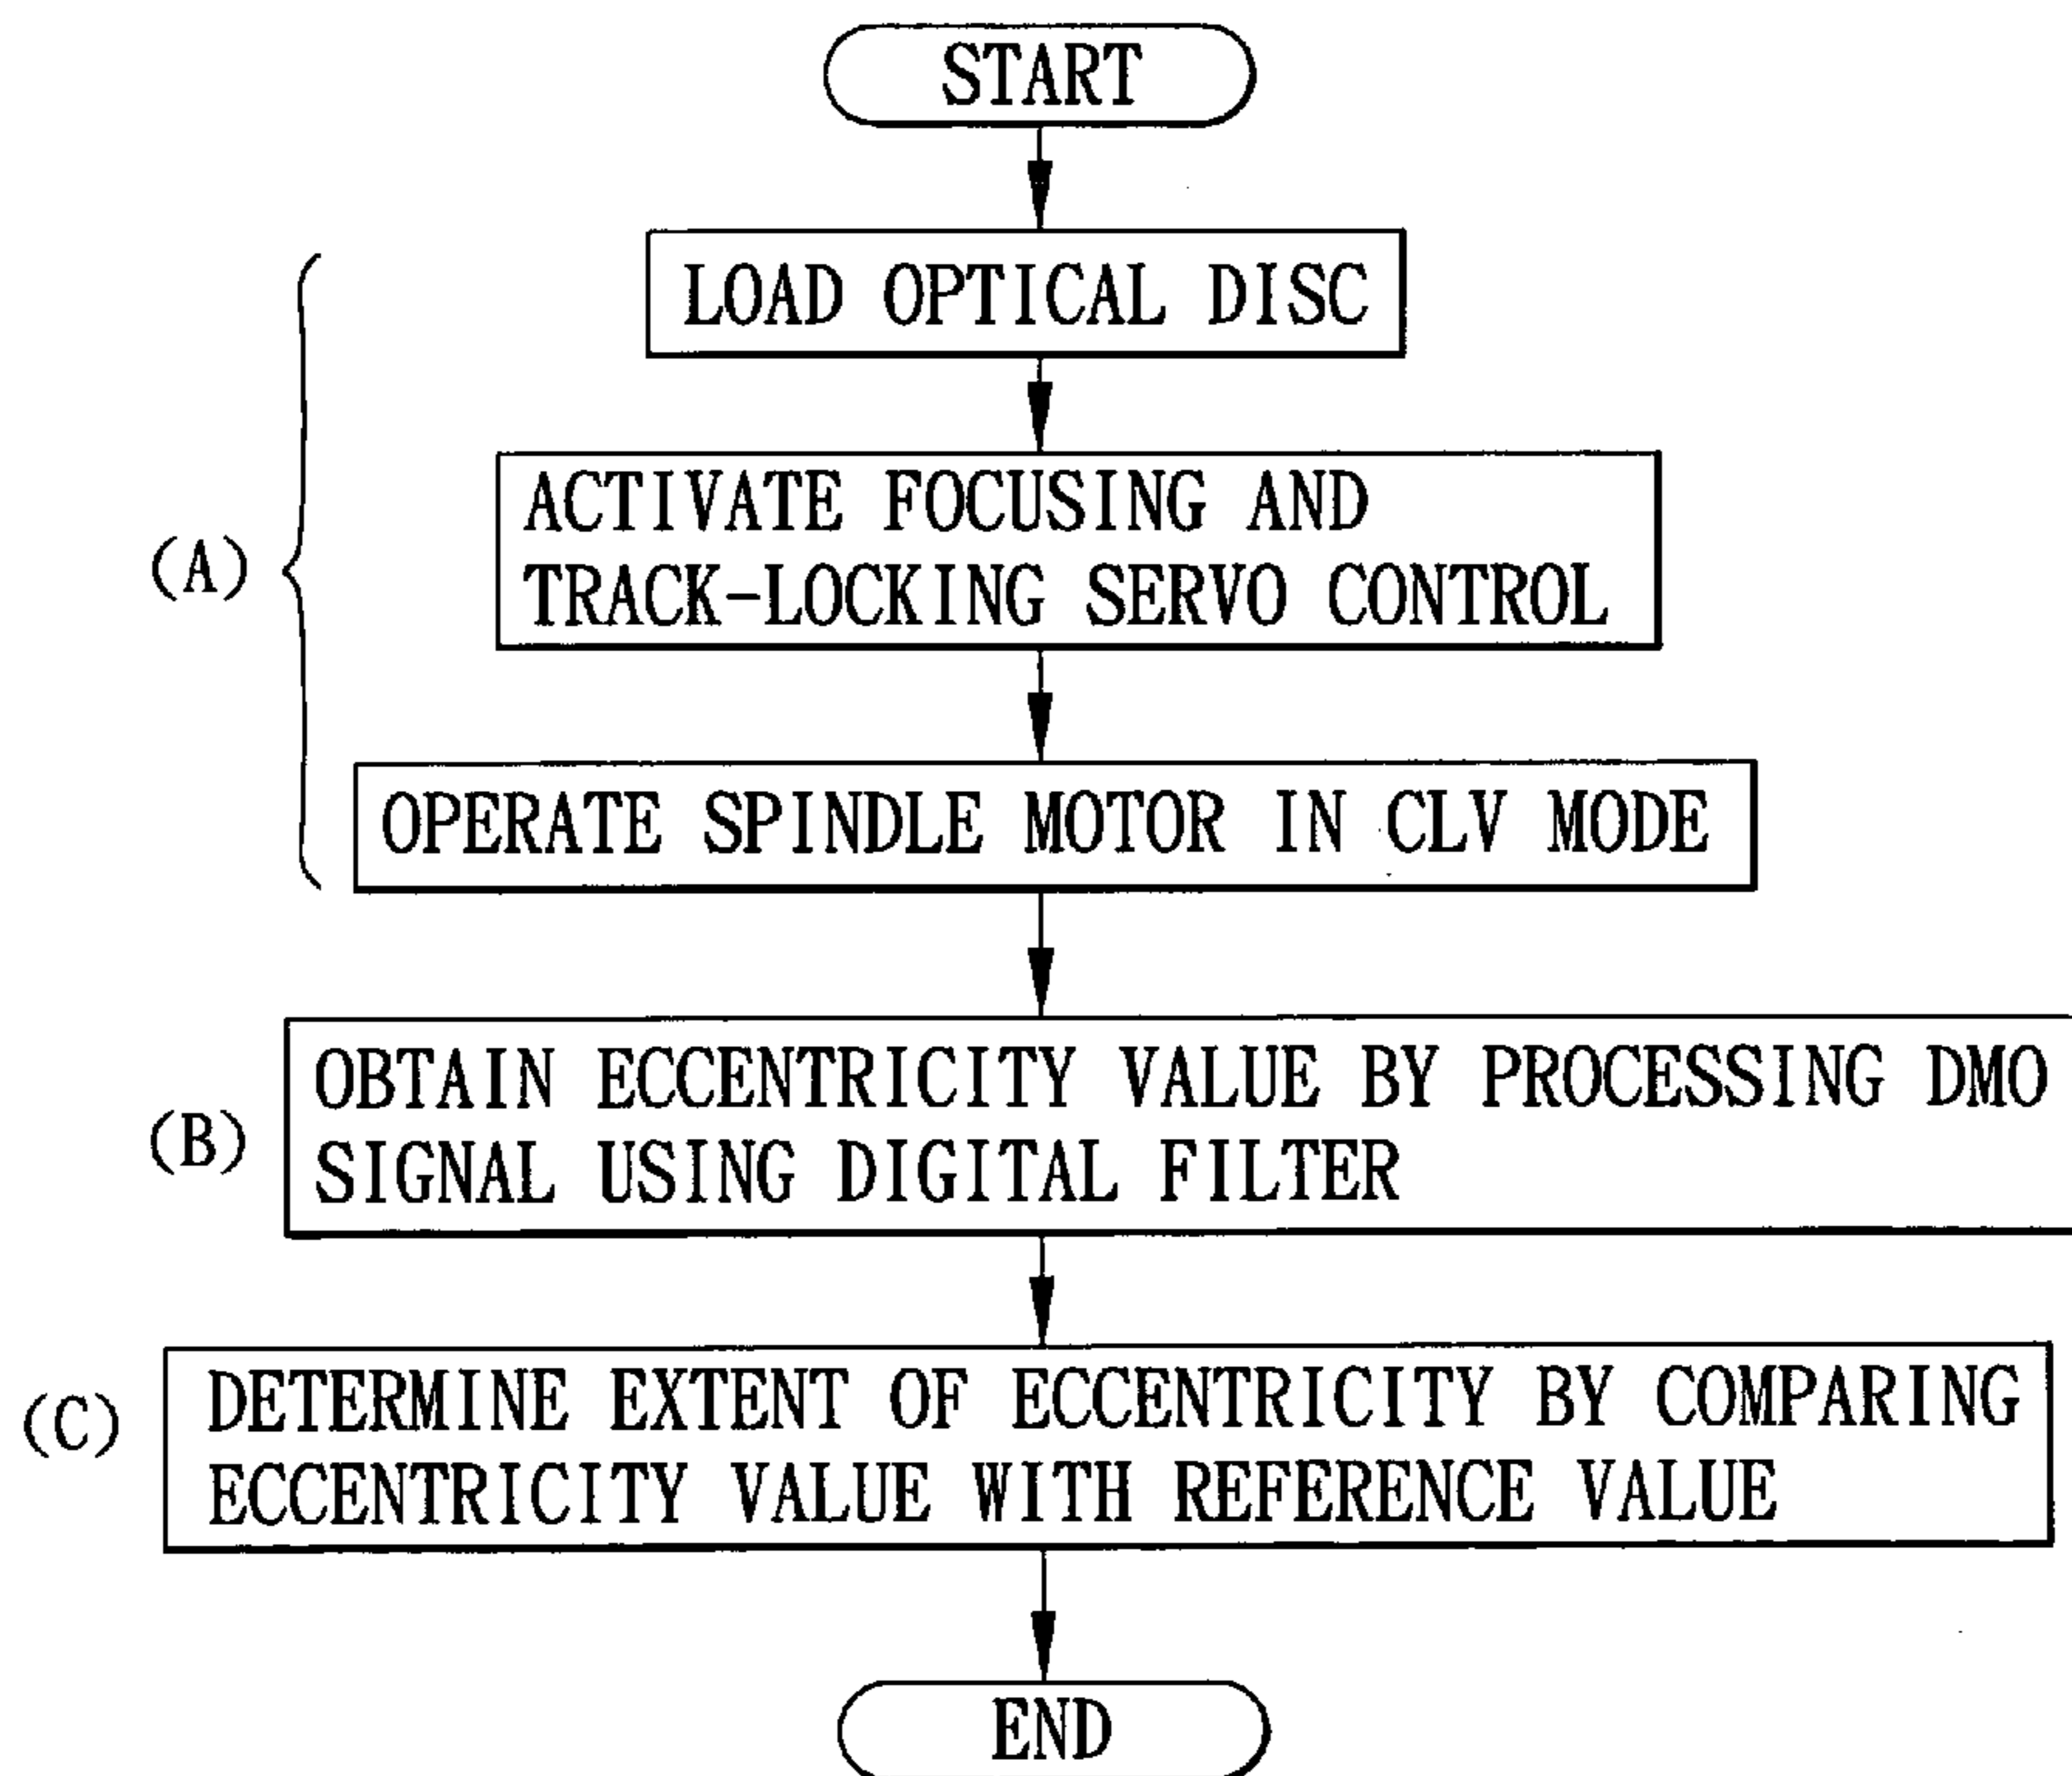 START
LOAD OPTICAL DISC
ACTIVATE FOCUSING AND
TRACK-LOCKING SERVO CONTROL
(A)
OPERATE SPINDLE MOTOR IN CLV MODE
OBTAIN ECCENTRICITY VALUE BY PROCESSING DMO
SIGNAL USING DIGITAL FILTER
(B)
DETERMINE EXTENT OF ECCENTRICITY BY COMPARING
ECCENTRICITY VALUE WITH REFERENCE VALUE
(C)
END